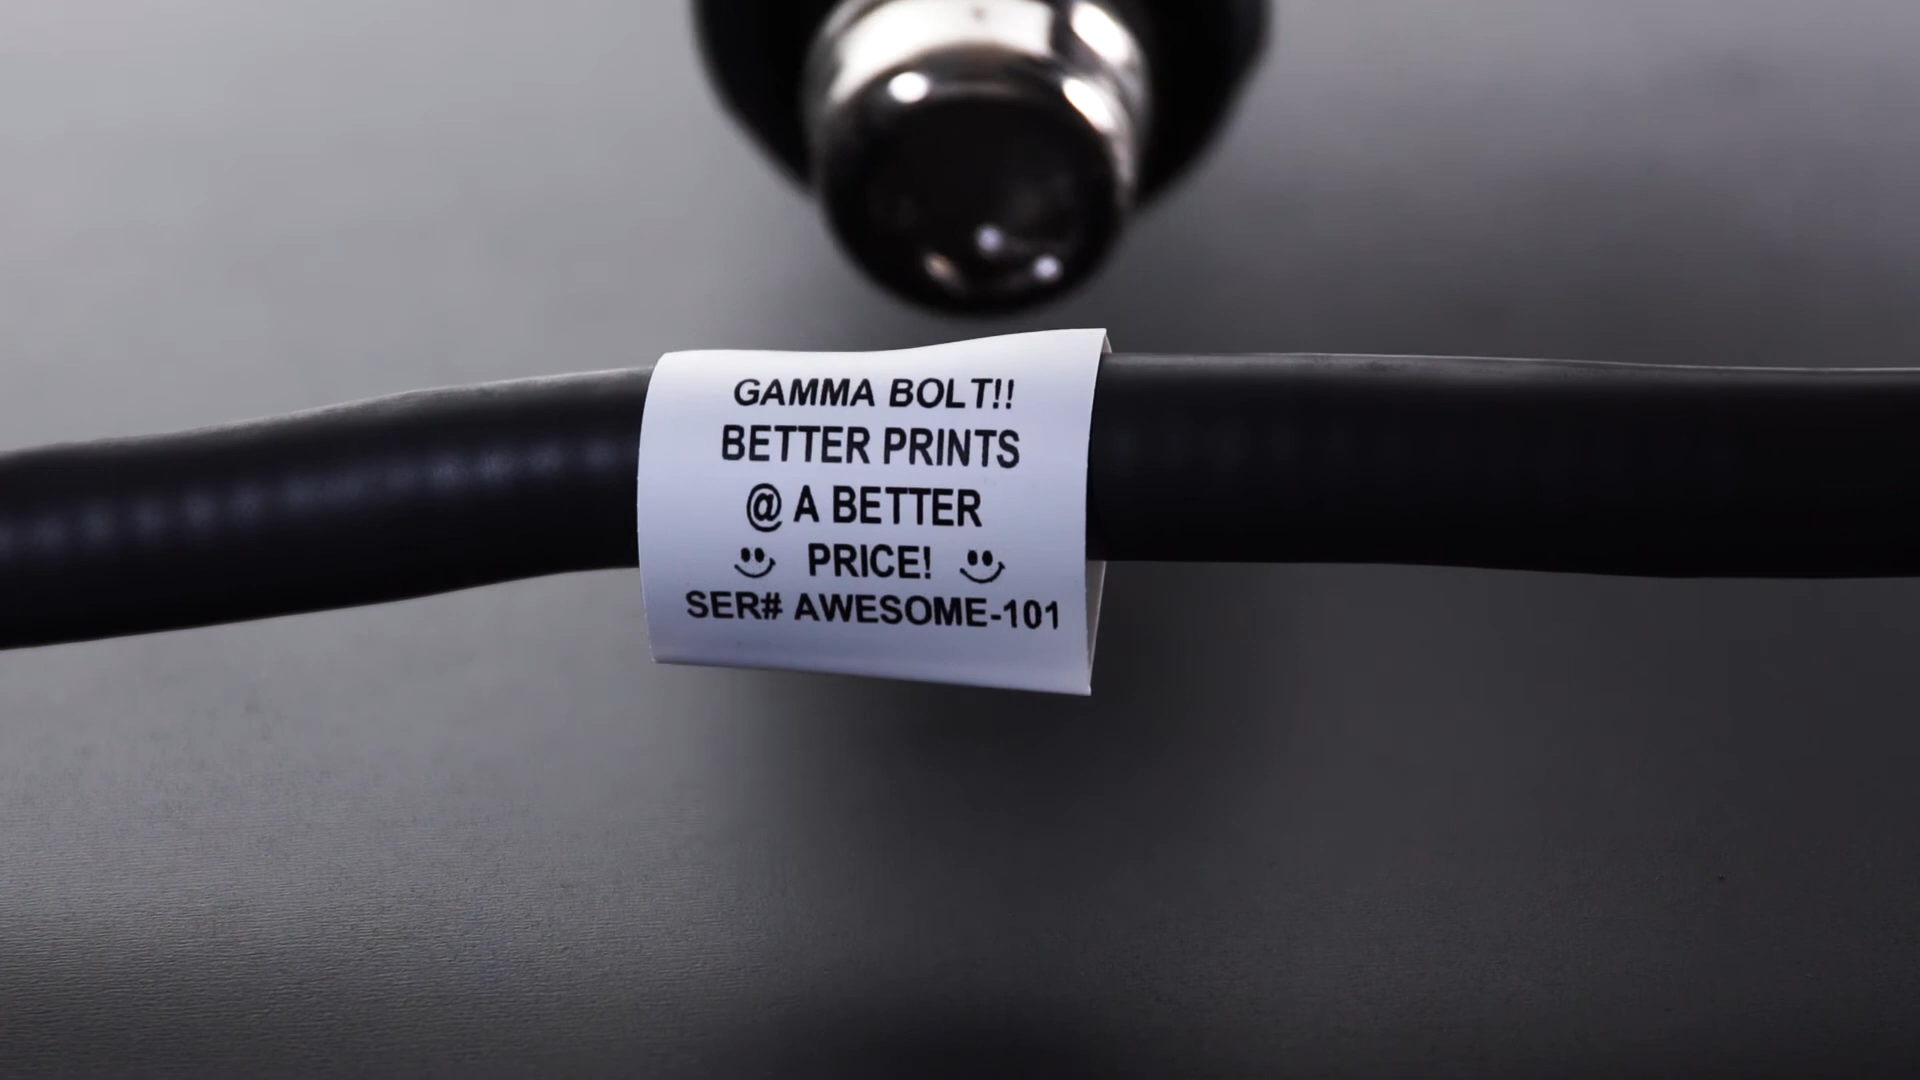 GAMMA BOLT!!
BETTER PRINTS
@ A BETTER
PRICE!
SER# AWESOME-101